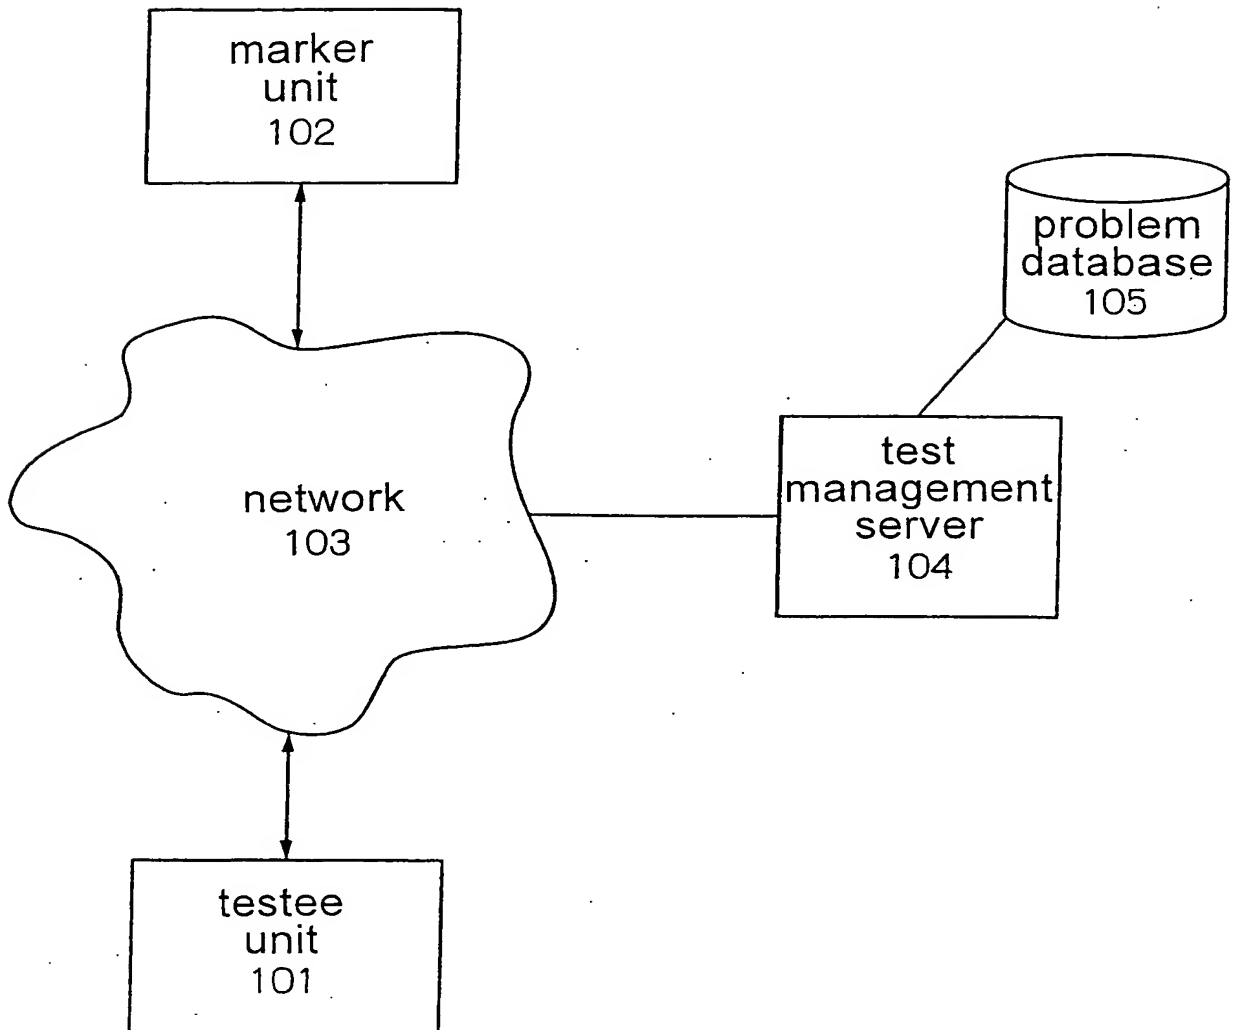 marker
unit
102
problem
database
105
test
management
server
104
network
103
testee
unit
101